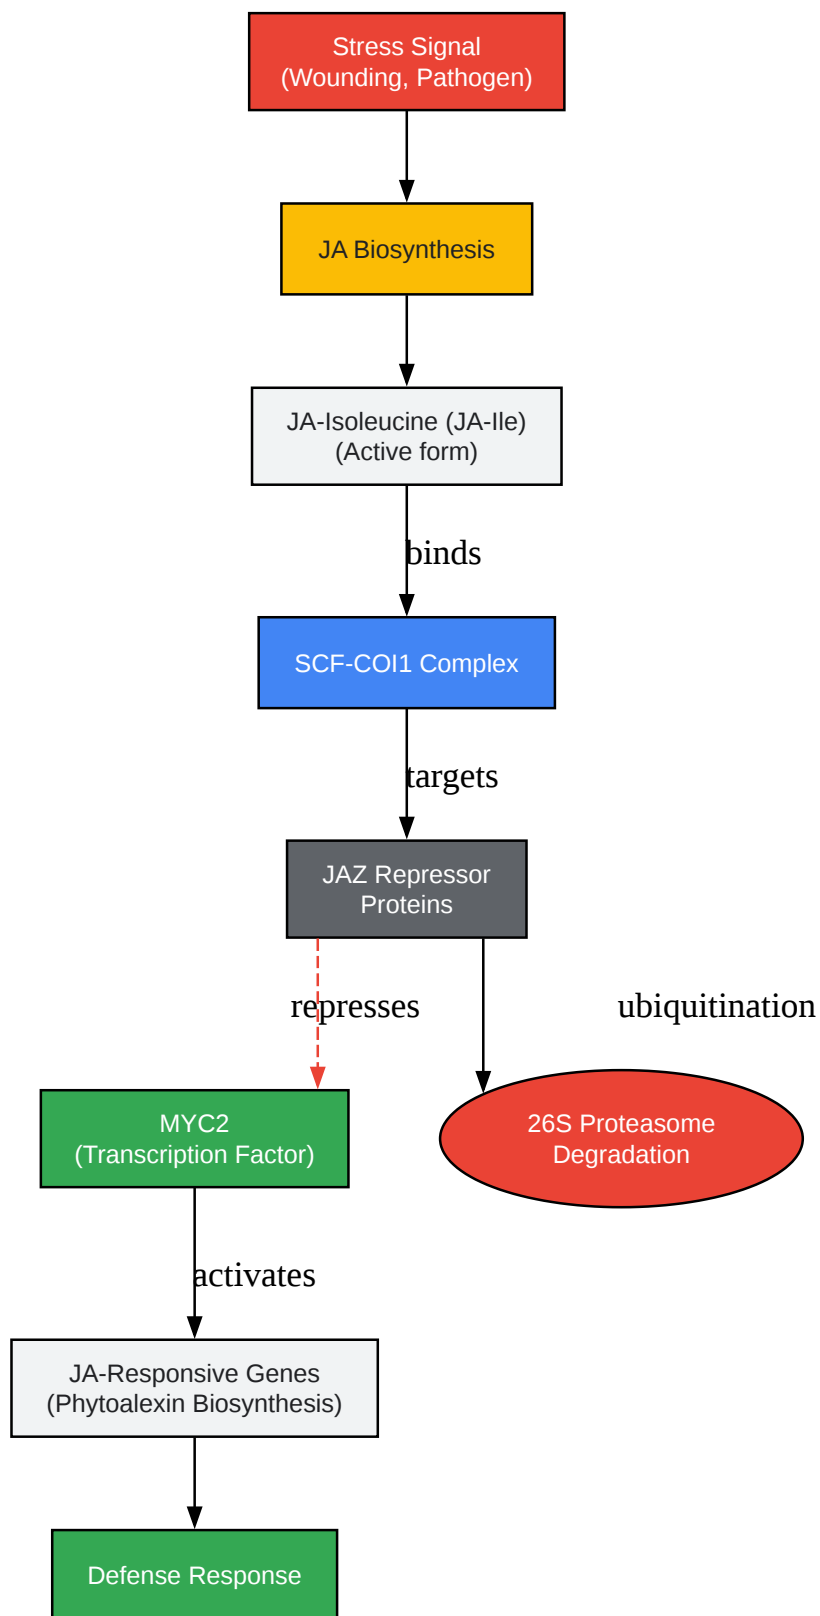 Stress Signal
(Wounding, Pathogen)
JA Biosynthesis
JA-Isoleucine (JA-Ile)
(Active form)
binds
SCF-COI1 Complex
targets
JAZ Repressor
Proteins
represses
ubiquitination
MYC2
(Transcription Factor)
26S Proteasome
Degradation
activates
JA-Responsive Genes
(Phytoalexin Biosynthesis)
Defense Response